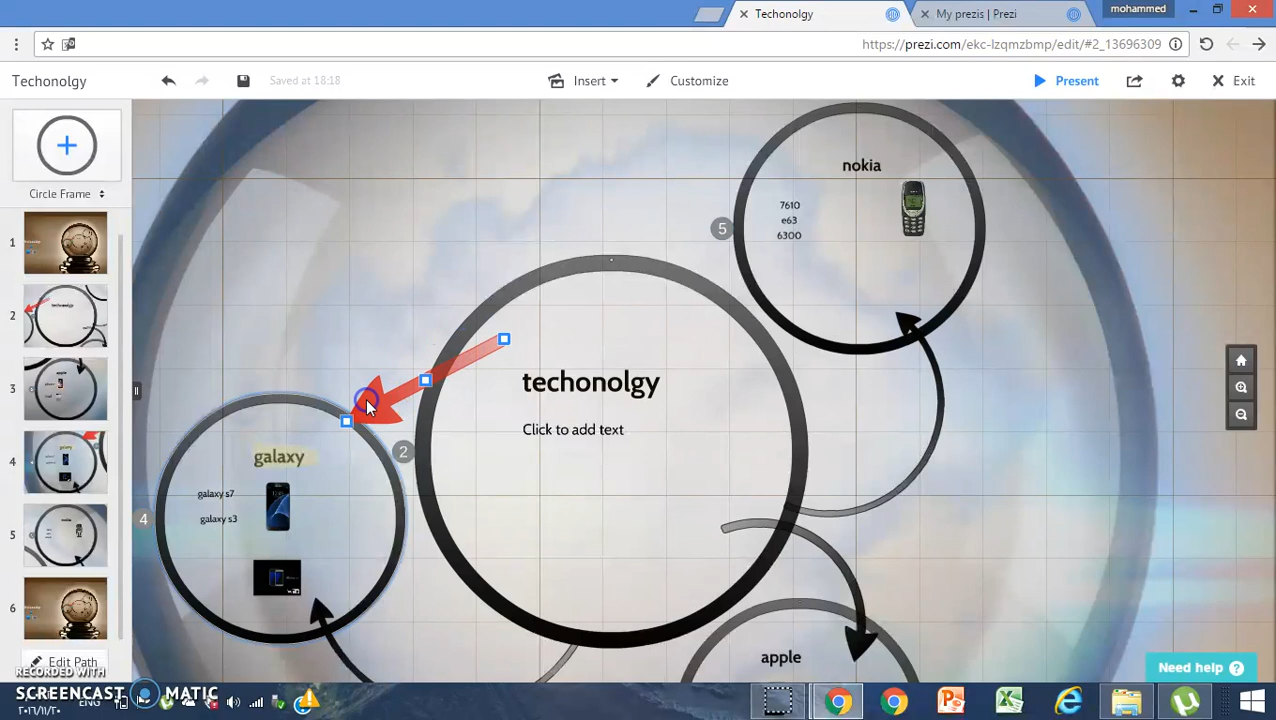 Techonolgy
My prezis | Prezi
mohammed
https://prezi.com/ekc-lzqmzbmp/edit/#2_13696309
Techonolgy
Saved at 18:18
Insert
Customize
Present
Exit
Circle Frame
1
2
3
4
5
6
Edit Path
nokia
7610
e63
6300
5
techonolgy
Click to add text
2
galaxy
galaxy s7
galaxy s3
4
apple
Need help ?
RECORDED WITH
SCREENCAST MATIC
ENG